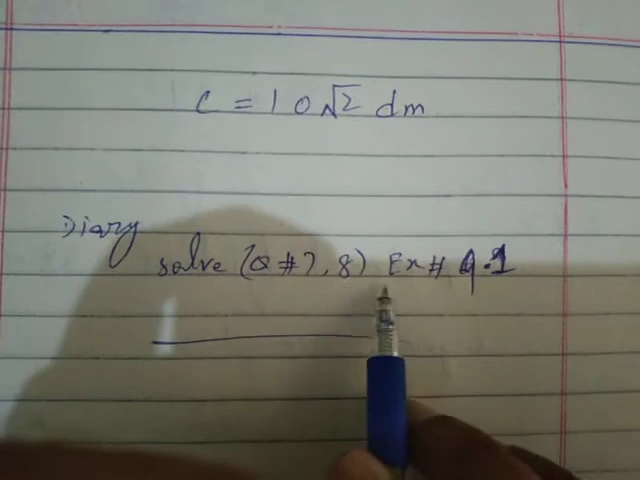 C = 10√2 dm
Diary
solve (Q # 7, 8) Ex # 9.1